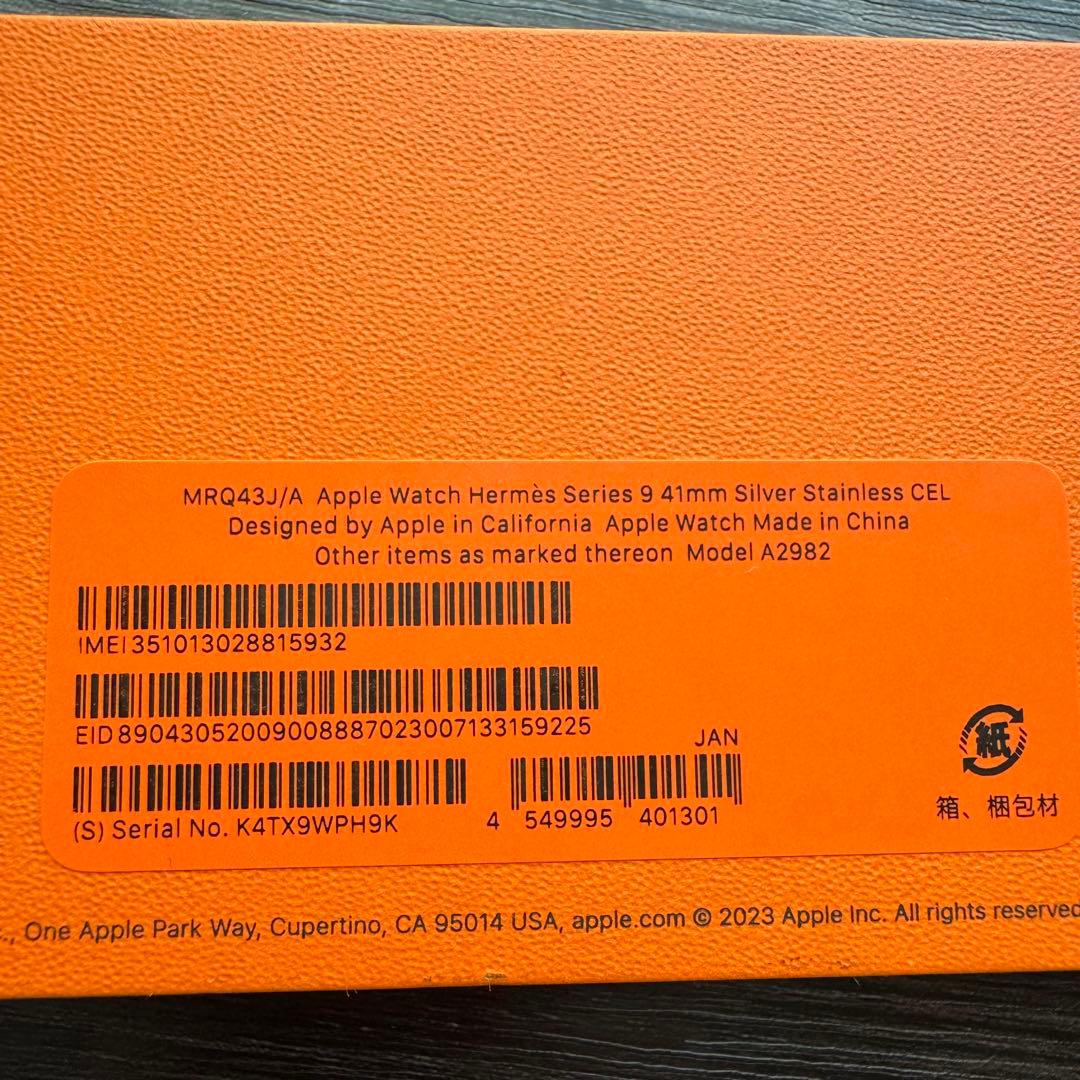 MRQ43J/A Apple Watch Hermès Series 9 41mm Silver Stainless CEL
Designed by Apple in California Apple Watch Made in China
Other items as marked thereon Model A2982
IMEI 351013028815932
EID 89043052009008887023007133159225
JAN
(S) Serial No. K4TX9WPH9K
4 549995 401301
紙
箱、梱包材
One Apple Park Way, Cupertino, CA 95014 USA, apple.com © 2023 Apple Inc. All rights reserved